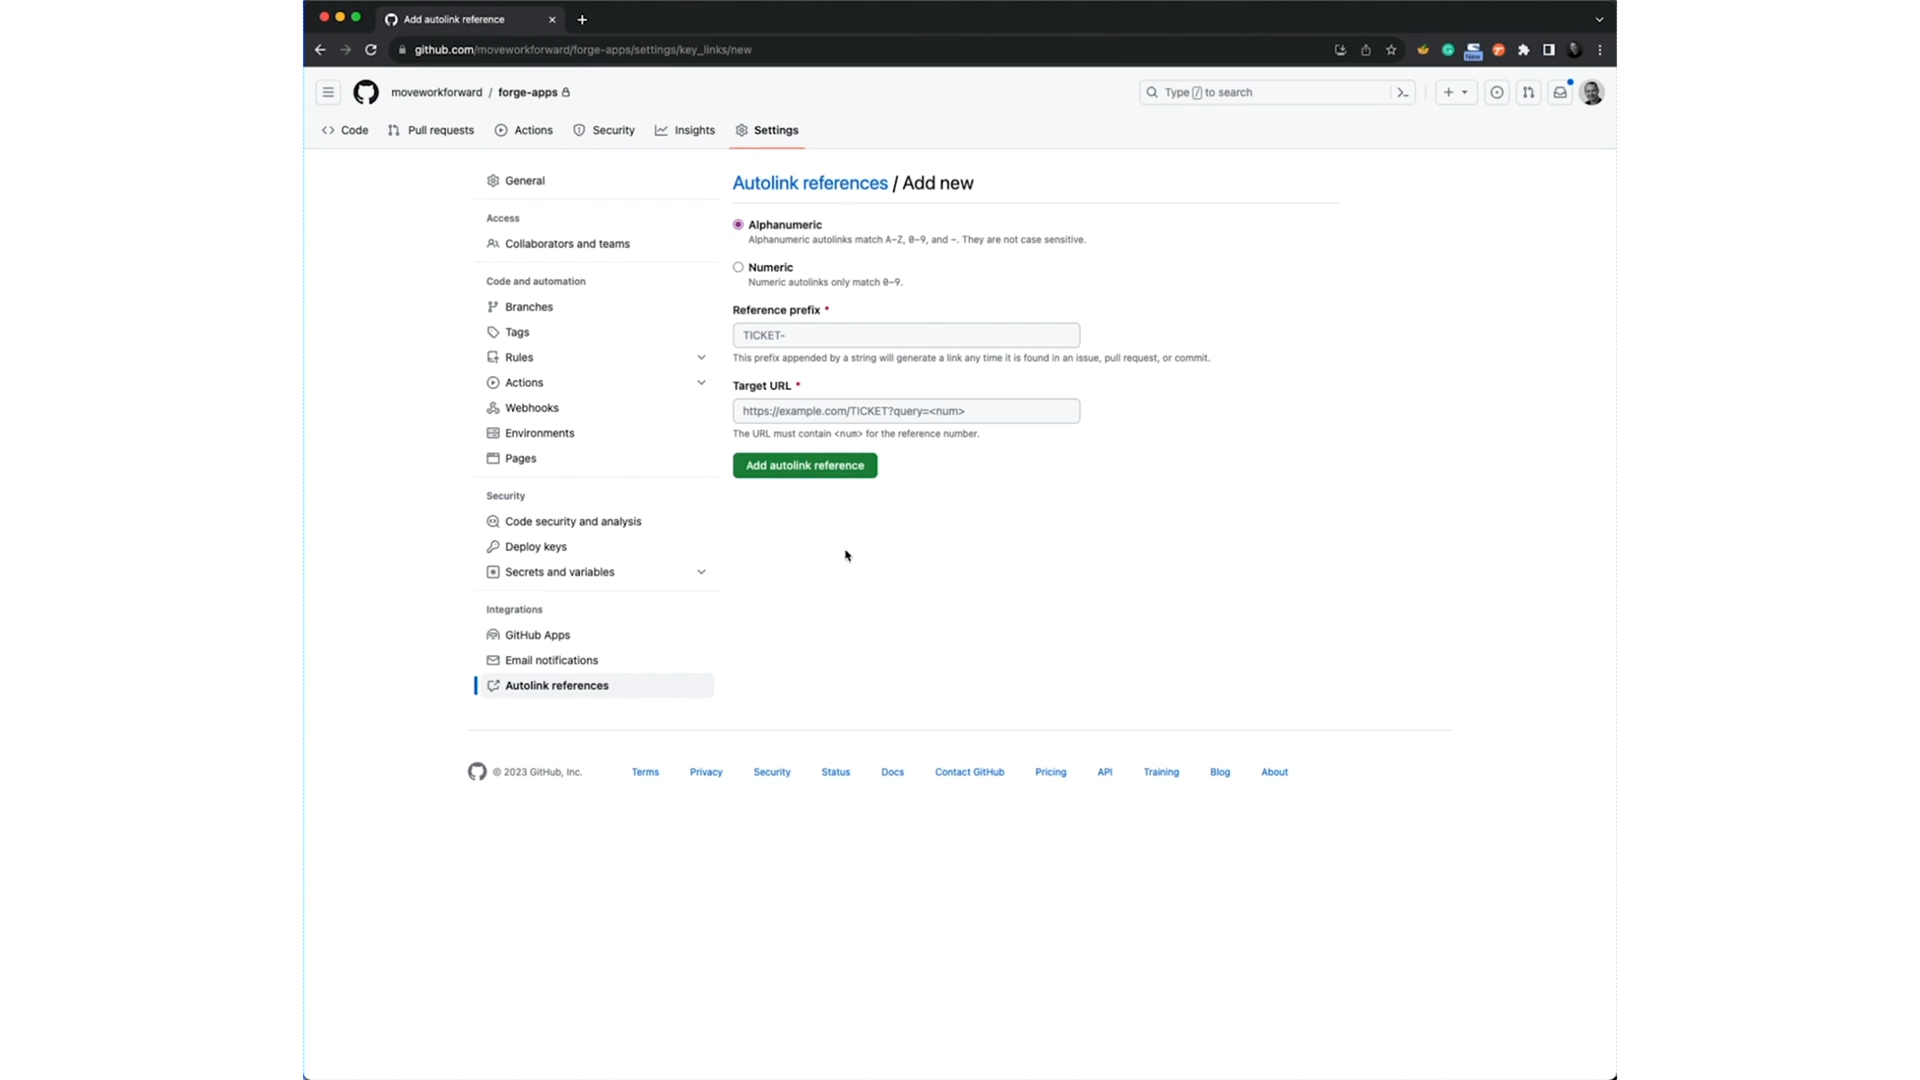 Add autolink reference
github.com/moveworkforward/forge-apps/settings/key_links/new
New
moveworkforward / forge-apps
Type / to search
Code
Pull requests
Actions
Security
Insights
Settings
General
Access
Collaborators and teams
Code and automation
Branches
Tags
Rules
Actions
Webhooks
Environments
Pages
Security
Code security and analysis
Deploy keys
Secrets and variables
Integrations
GitHub Apps
Email notifications
Autolink references
Autolink references / Add new
Alphanumeric
Alphanumeric autolinks match A-Z, 0-9, and -. They are not case sensitive.
Numeric
Numeric autolinks only match 0-9.
Reference prefix *
TICKET-
This prefix appended by a string will generate a link any time it is found in an issue, pull request, or commit.
Target URL *
https://example.com/TICKET?query=<num>
The URL must contain <num> for the reference number.
Add autolink reference
© 2023 GitHub, Inc.
Terms
Privacy
Security
Status
Docs
Contact GitHub
Pricing
API
Training
Blog
About